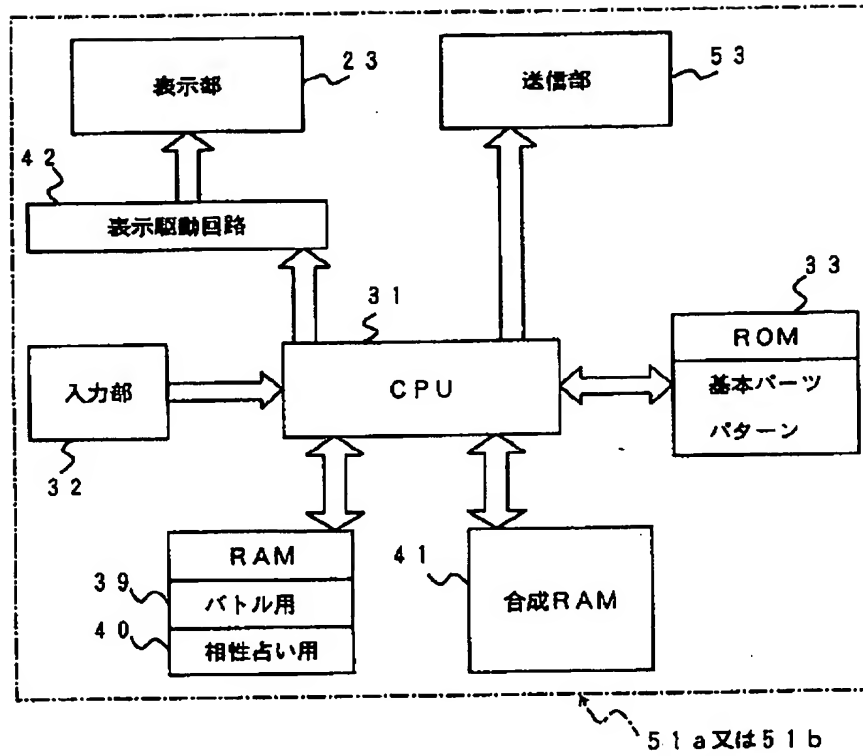 ２３
表示部
５３
送信部
４２
表示駆動回路
３１
CPU
３３
ROM
基本パーツ
パターン
入力部
３２
RAM
３９
バトル用
４０
相性占い用
４１
合成RAM
５１a又は５１b